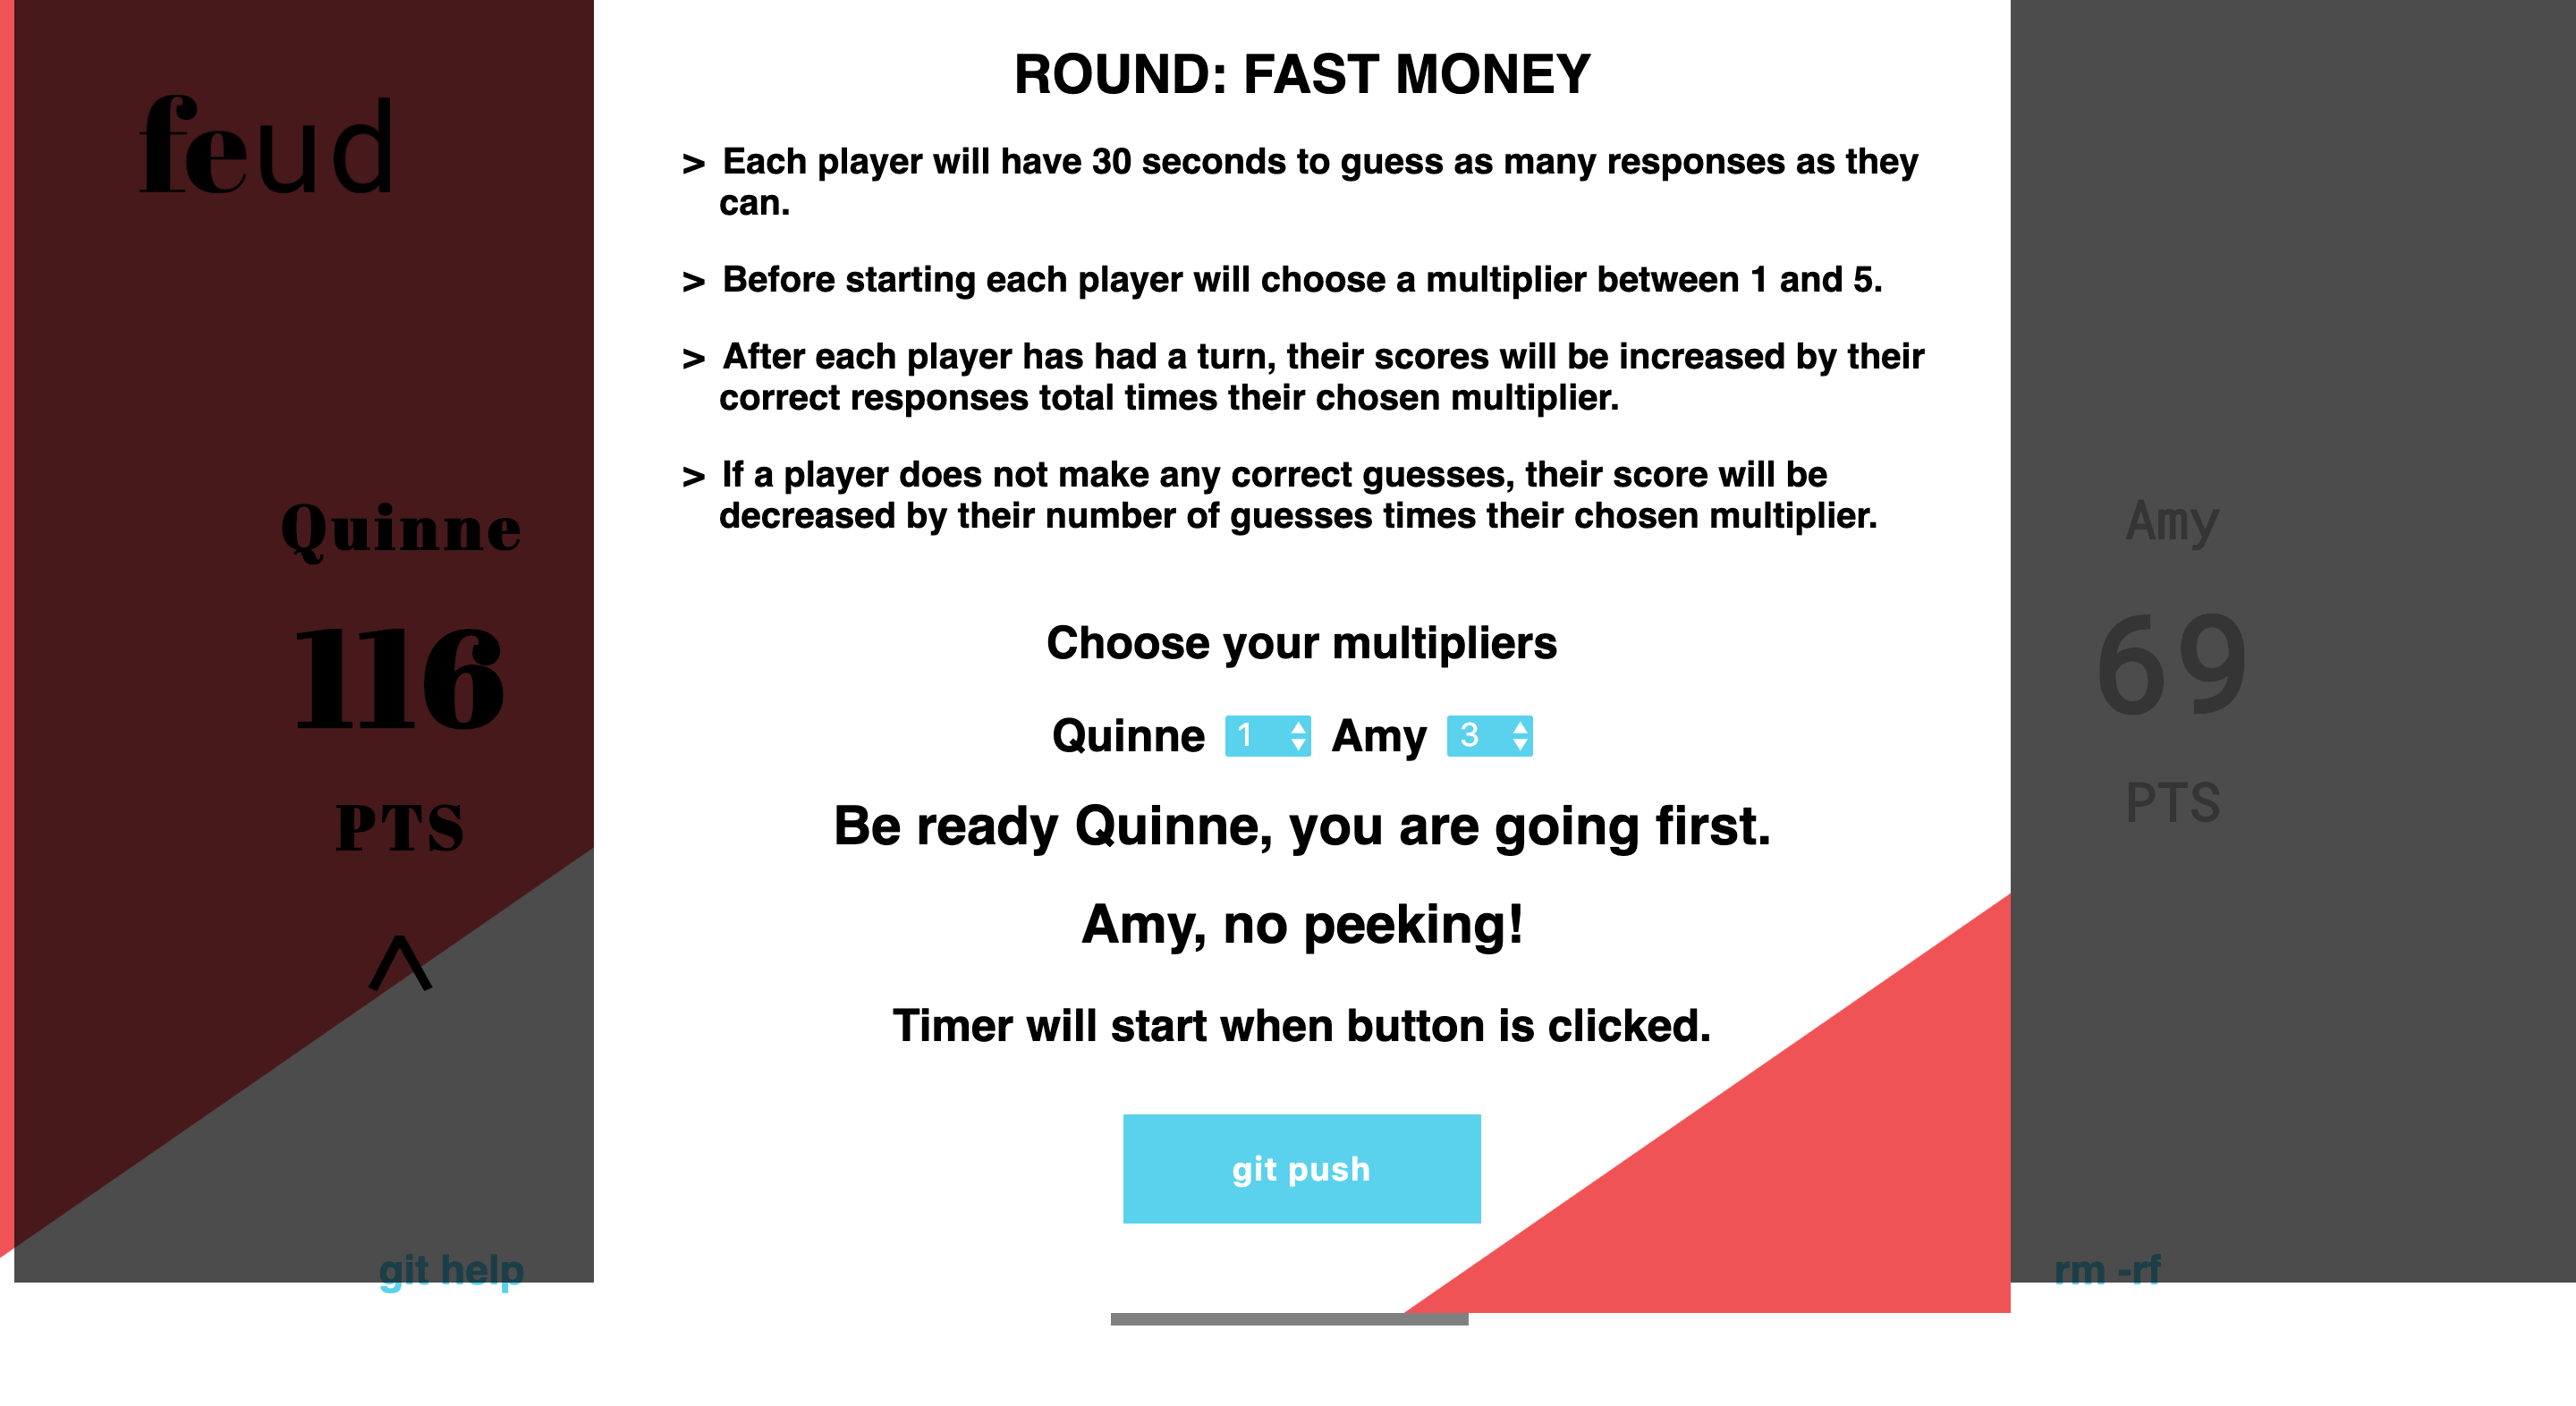 feud
ROUND: FAST MONEY
> Each player will have 30 seconds to guess as many responses as they
can.
> Before starting each player will choose a multiplier between 1 and 5.
> After each player has had a turn, their scores will be increased by their
correct responses total times their chosen multiplier.
> If a player does not make any correct guesses, their score will be
decreased by their number of guesses times their chosen multiplier.
Quinne
116
PTS
^
Choose your multipliers
Quinne 1 Amy 3
Be ready Quinne, you are going first.
Amy, no peeking!
Timer will start when button is clicked.
git push
Amy
69
PTS
git help
rm -rf